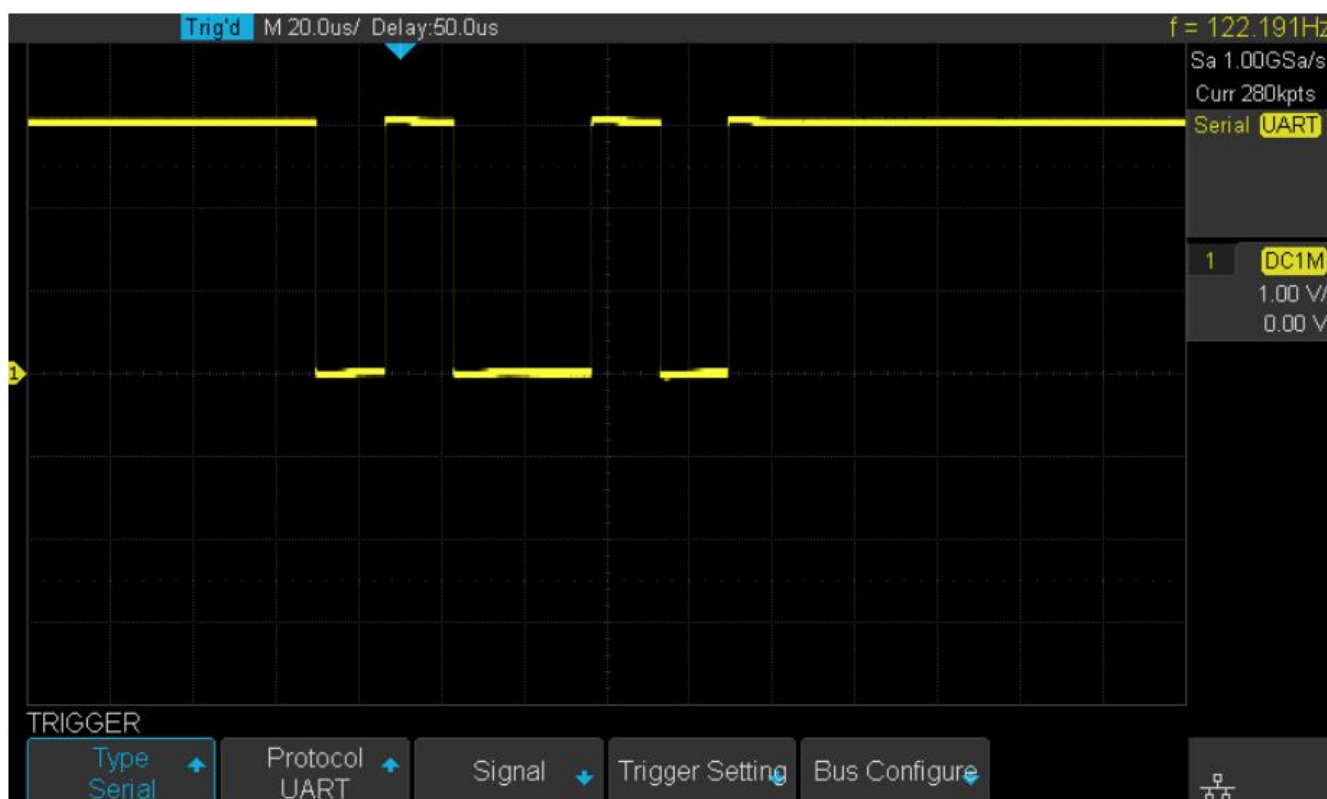 Trig'd M 20.0us/ Delay:50.0us f = 122.191Hz
Sa 1.00GSa/s
Curr 280kpts
Serial UART
1 DC1M
1.00 V/
0.00 V
1
TRIGGER
Type Protocol Signal Trigger Setting Bus Configure
Serial UART